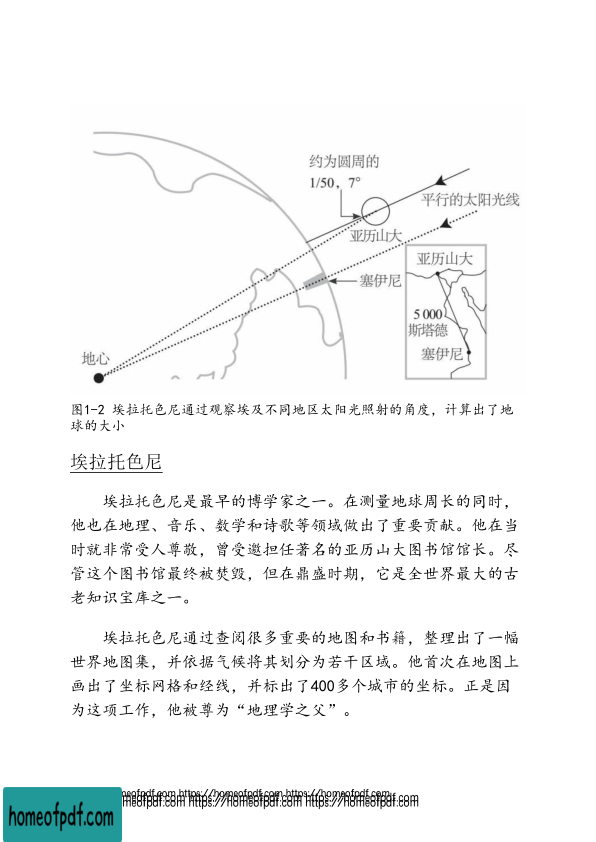 约为圆周的
1/50，7°
平行的太阳光线
亚历山大
塞伊尼
亚历山大
5 000
斯塔德
塞伊尼
地心
图1-2 埃拉托色尼通过观察埃及不同地区太阳光照射的角度，计算出了地
球的大小
埃拉托色尼
埃拉托色尼是最早的博学家之一。在测量地球周长的同时，
他也在地理、音乐、数学和诗歌等领域做出了重要贡献。他在当
时就非常受人尊敬，曾受邀担任著名的亚历山大图书馆馆长。尽
管这个图书馆最终被焚毁，但在鼎盛时期，它是全世界最大的古
老知识宝库之一。
埃拉托色尼通过查阅很多重要的地图和书籍，整理出了一幅
世界地图集，并依据气候将其划分为若干区域。他首次在地图上
画出了坐标网格和经线，并标出了400多个城市的坐标。正是因
为这项工作，他被尊为“地理学之父”。
homeofpdf.com https://homeofpdf.com https://homeofpdf.com
homeofpdf.com https://homeofpdf.com https://homeofpdf.com
homeofpdf.com